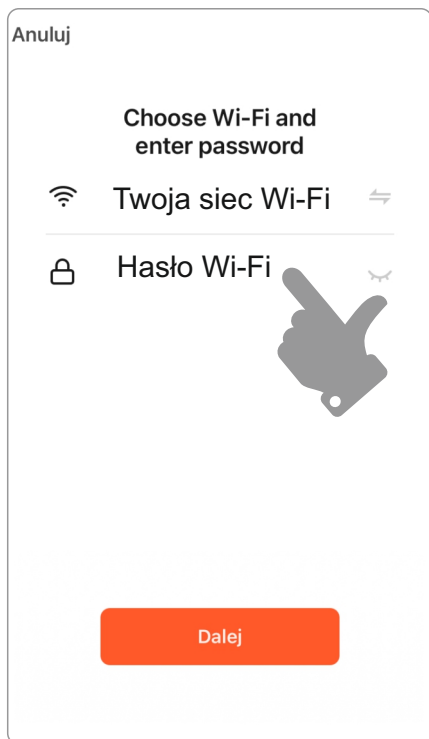 Anuluj
Choose Wi-Fi and
enter password
Twoja siec Wi-Fi
Hasło Wi-Fi
Dalej